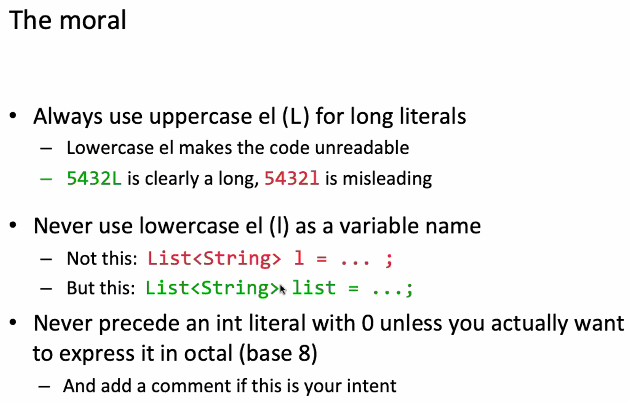 The moral
• Always use uppercase el (L) for long literals
– Lowercase el makes the code unreadable
– 5432L is clearly a long, 5432l is misleading
• Never use lowercase el (l) as a variable name
– Not this: List<String> l = ... ;
– But this: List<String> list = ...;
• Never precede an int literal with 0 unless you actually want
to express it in octal (base 8)
– And add a comment if this is your intent